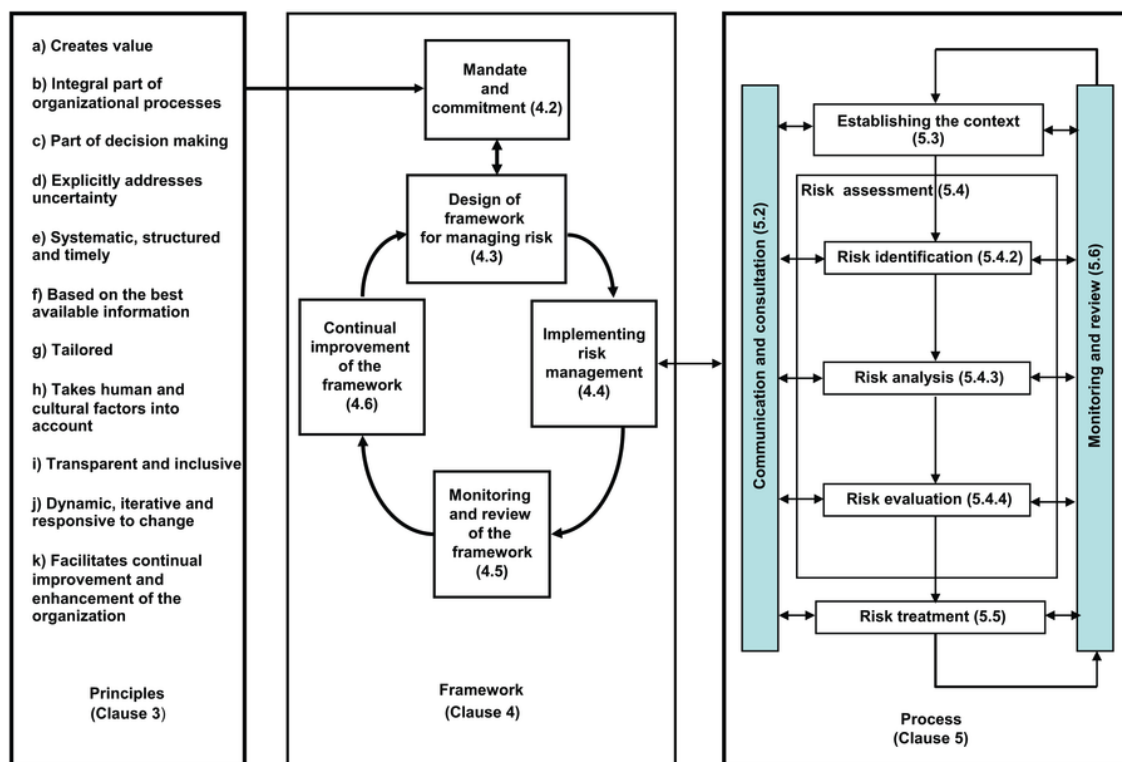 a) Creates value
b) Integral part of
organizational processes
c) Part of decision making
d) Explicitly addresses
uncertainty
e) Systematic, structured
and timely
f) Based on the best
available information
g) Tailored
h) Takes human and
cultural factors into
account
i) Transparent and inclusive
j) Dynamic, iterative and
responsive to change
k) Facilitates continual
improvement and
enhancement of the
organization
Principles
(Clause 3)
Mandate
and
commitment (4.2)
Design of
framework
for managing risk
(4.3)
Implementing
risk
management
(4.4)
Continual
improvement
of the
framework
(4.6)
Monitoring
and review
of the
framework
(4.5)
Framework
(Clause 4)
Communication and consultation (5.2)
Establishing the context
(5.3)
Risk assessment (5.4)
Risk identification (5.4.2)
Risk analysis (5.4.3)
Risk evaluation (5.4.4)
Risk treatment (5.5)
Monitoring and review (5.6)
Process
(Clause 5)